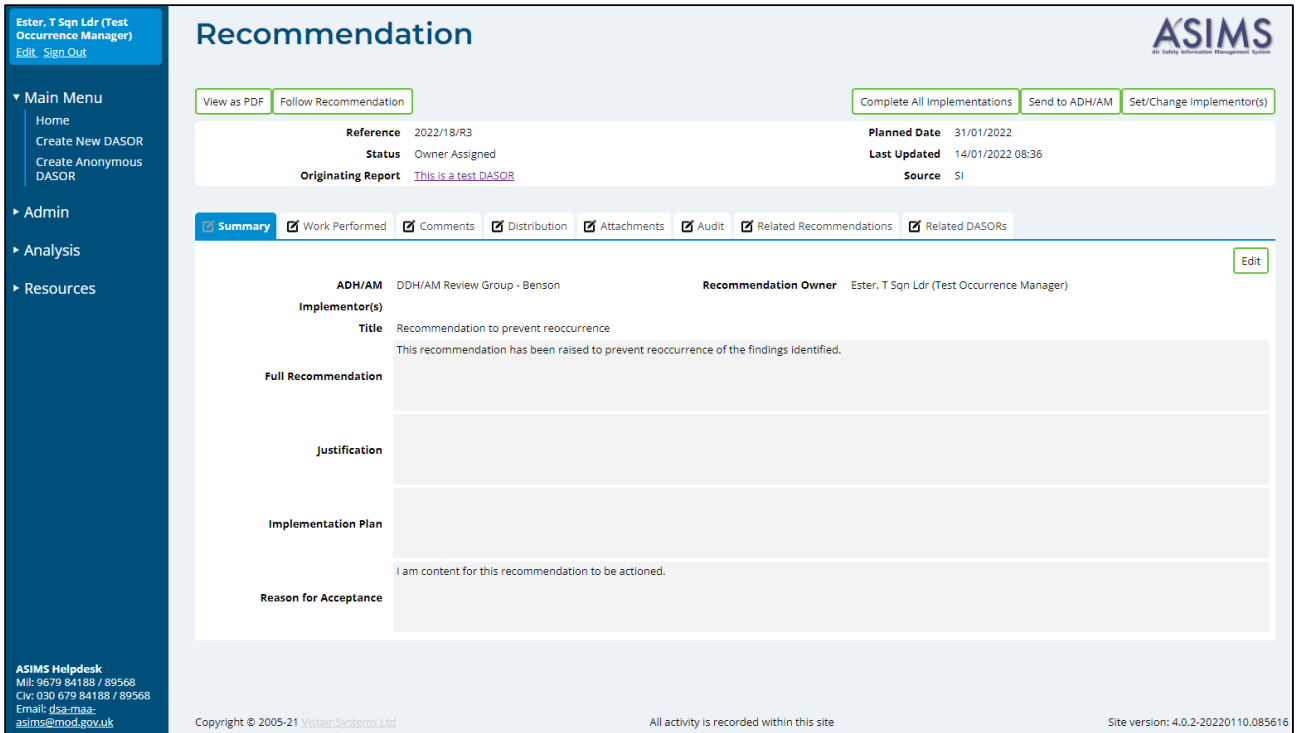 Ester, T Sqn Ldr (Test
Occurrence Manager)
Edit Sign Out
Main Menu
Home
Create New DASOR
Create Anonymous
DASOR
Admin
Analysis
Resources
ASIMS Helpdesk
Mil: 9679 84188 / 89568
Civ: 030 679 84188 / 89568
Email: dsa-maa-
asims@mod.gov.uk
Recommendation
ASIMS
Air Safety Information Management System
View as PDF Follow Recommendation Complete All Implementations Send to ADH/AM Set/Change Implementor(s)
Reference 2022/18/R3 Planned Date 31/01/2022
Status Owner Assigned Last Updated 14/01/2022 08:36
Originating Report This is a test DASOR Source SI
Summary Work Performed Comments Distribution Attachments Audit Related Recommendations Related DASORs
Edit
ADH/AM DDH/AM Review Group - Benson Recommendation Owner Ester, T Sqn Ldr (Test Occurrence Manager)
Implementor(s)
Title Recommendation to prevent reoccurrence
This recommendation has been raised to prevent reoccurrence of the findings identified.
Full Recommendation
Justification
Implementation Plan
I am content for this recommendation to be actioned.
Reason for Acceptance
Copyright © 2005-21 Vistair Systems Ltd All activity is recorded within this site Site version: 4.0.2-20220110.085616